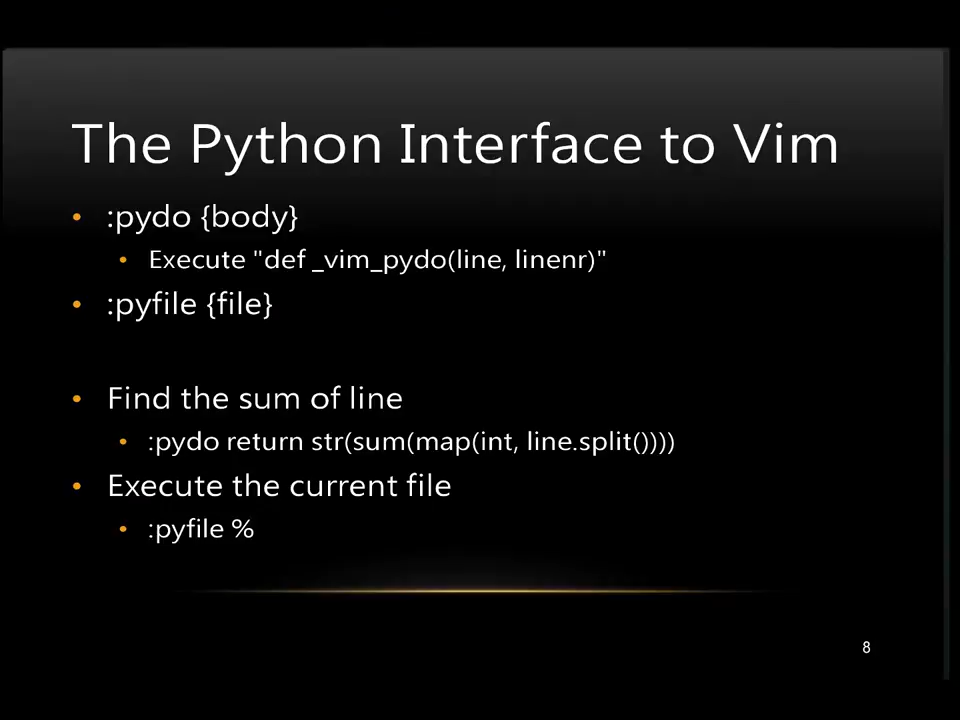 The Python Interface to Vim
• :pydo {body}
• Execute "def _vim_pydo(line, linenr)"
• :pyfile {file}
• Find the sum of line
• :pydo return str(sum(map(int, line.split())))
• Execute the current file
• :pyfile %
8